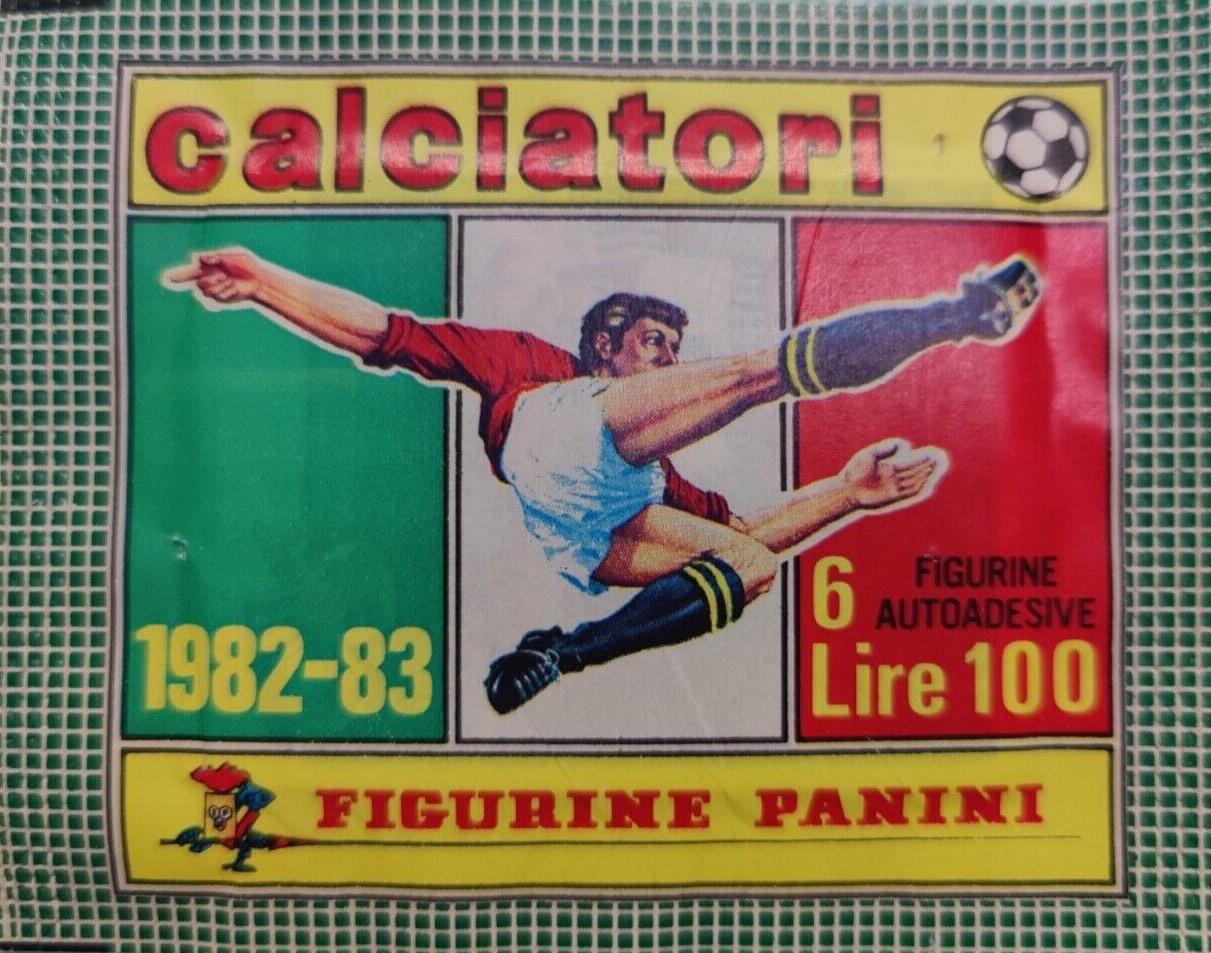 calciatori
1982-83
6 FIGURINE
AUTOADESIVE
Lire 100
FIGURINE PANINI